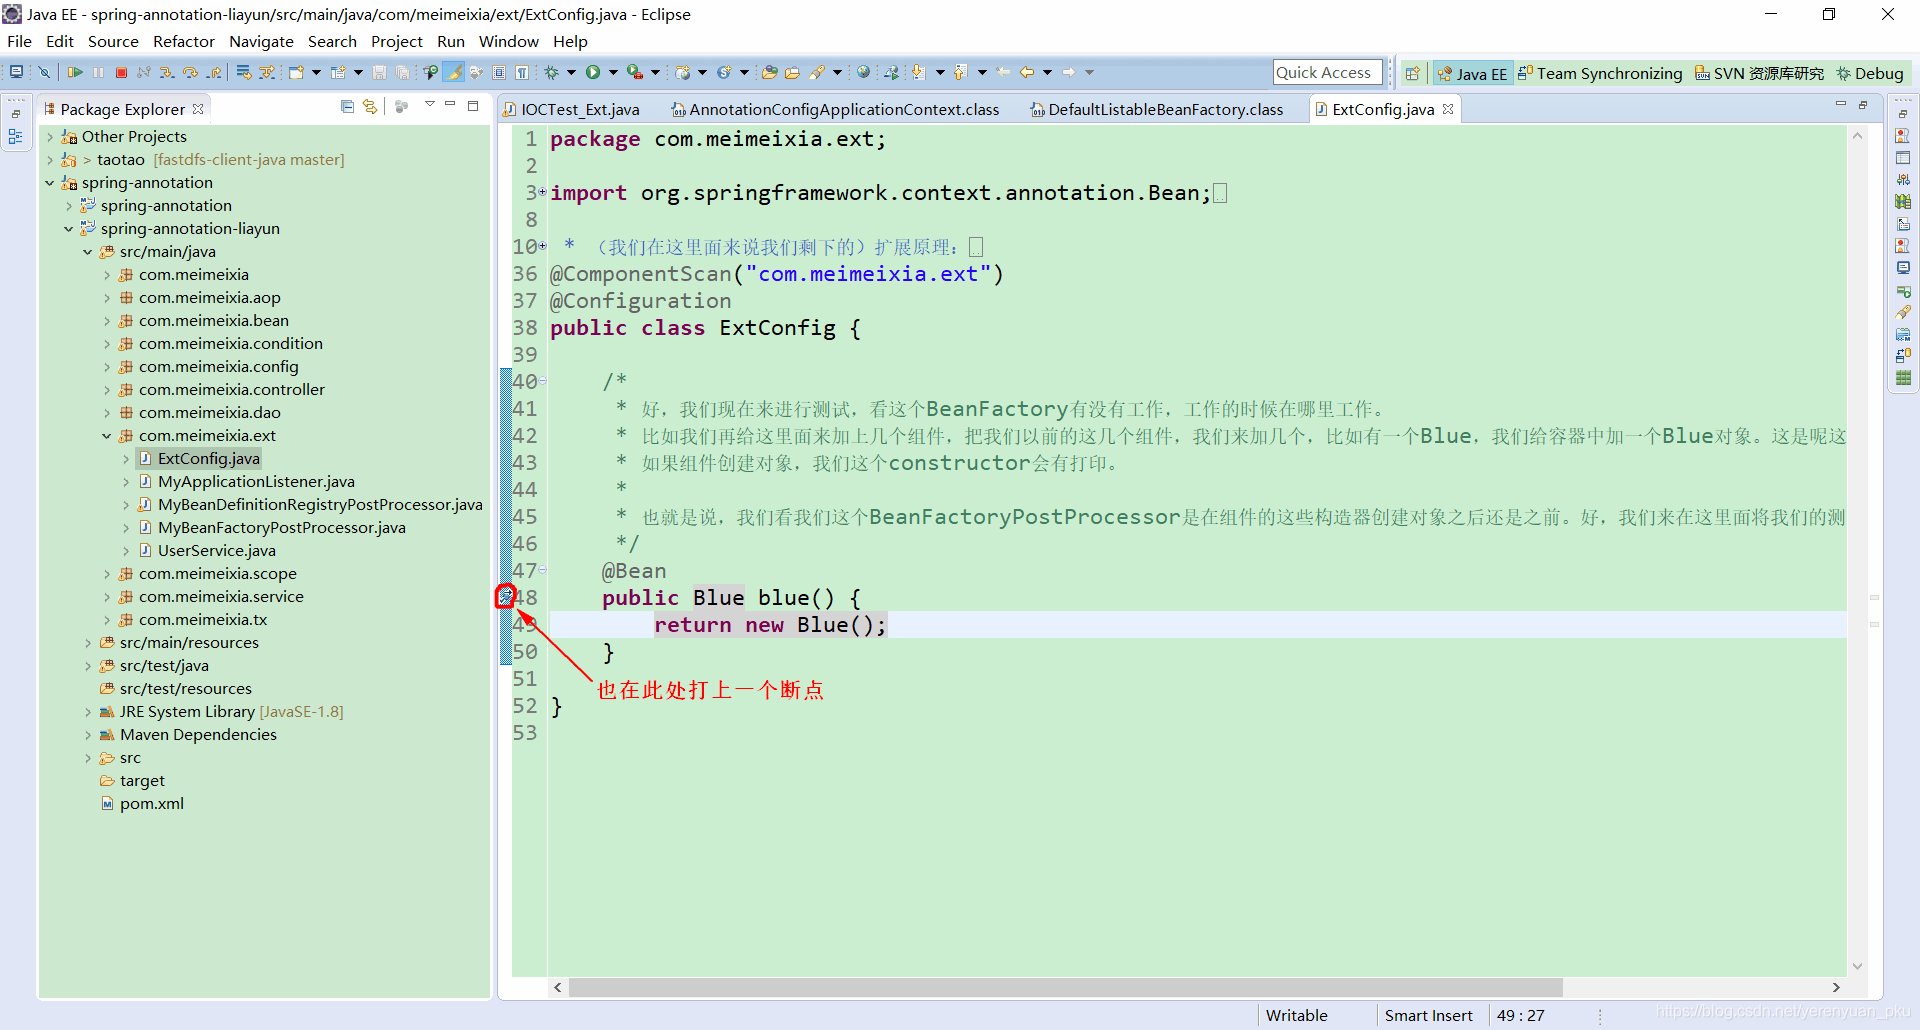 Java EE - spring-annotation-liayun/src/main/java/com/meimeixia/ext/ExtConfig.java - Eclipse
File Edit Source Refactor Navigate Search Project Run Window Help
Quick Access
Java EE
Team Synchronizing
SVN 资源库研究
Debug
Package Explorer
Other Projects
> taotao [fastdfs-client-java master]
spring-annotation
spring-annotation
spring-annotation-liayun
src/main/java
com.meimeixia
com.meimeixia.aop
com.meimeixia.bean
com.meimeixia.condition
com.meimeixia.config
com.meimeixia.controller
com.meimeixia.dao
com.meimeixia.ext
ExtConfig.java
MyApplicationListener.java
MyBeanDefinitionRegistryPostProcessor.java
MyBeanFactoryPostProcessor.java
UserService.java
com.meimeixia.scope
com.meimeixia.service
com.meimeixia.tx
src/main/resources
src/test/java
src/test/resources
JRE System Library [JavaSE-1.8]
Maven Dependencies
src
target
pom.xml
IOCTest_Ext.java
AnnotationConfigApplicationContext.class
DefaultListableBeanFactory.class
ExtConfig.java
1 package com.meimeixia.ext;
2
3 import org.springframework.context.annotation.Bean;
8
10 * （我们在这里面来说我们剩下的）扩展原理：
36 @ComponentScan("com.meimeixia.ext")
37 @Configuration
38 public class ExtConfig {
39
40 /*
41 * 好，我们现在来进行测试，看这个BeanFactory有没有工作，工作的时候在哪里工作。
42 * 比如我们再给这里面来加上几个组件，把我们以前的这几个组件，我们来加几个，比如有一个Blue，我们给容器中加一个Blue对象。这是呢这
43 * 如果组件创建对象，我们这个constructor会有打印。
44 *
45 * 也就是说，我们看我们这个BeanFactoryPostProcessor是在组件的这些构造器创建对象之后还是之前。好，我们来在这里面将我们的测
46 */
47 @Bean
48 public Blue blue() {
49 return new Blue();
50 }
51
52 }
53
也在此处打上一个断点
Writable
Smart Insert
49 : 27
https://blog.csdn.net/yerenyuan_pku